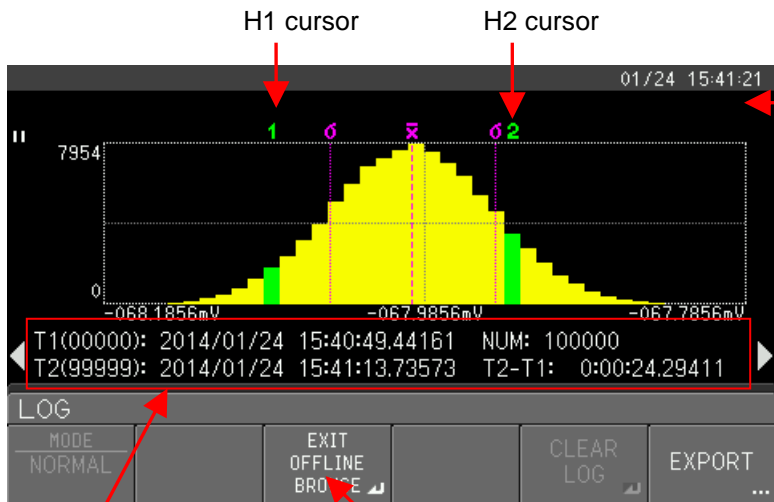 H1 cursor H2 cursor
01/24 15:41:21
1 σ x̄ σ 2
7954
0
-068.1856mV -067.9856mV -067.7856mV
T1(00000): 2014/01/24 15:40:49.44161 NUM: 100000
T2(99999): 2014/01/24 15:41:13.73573 T2-T1: 0:00:24.29411
LOG
MODE EXIT CLEAR EXPORT
NORMAL OFFLINE LOG ...
BROWSE